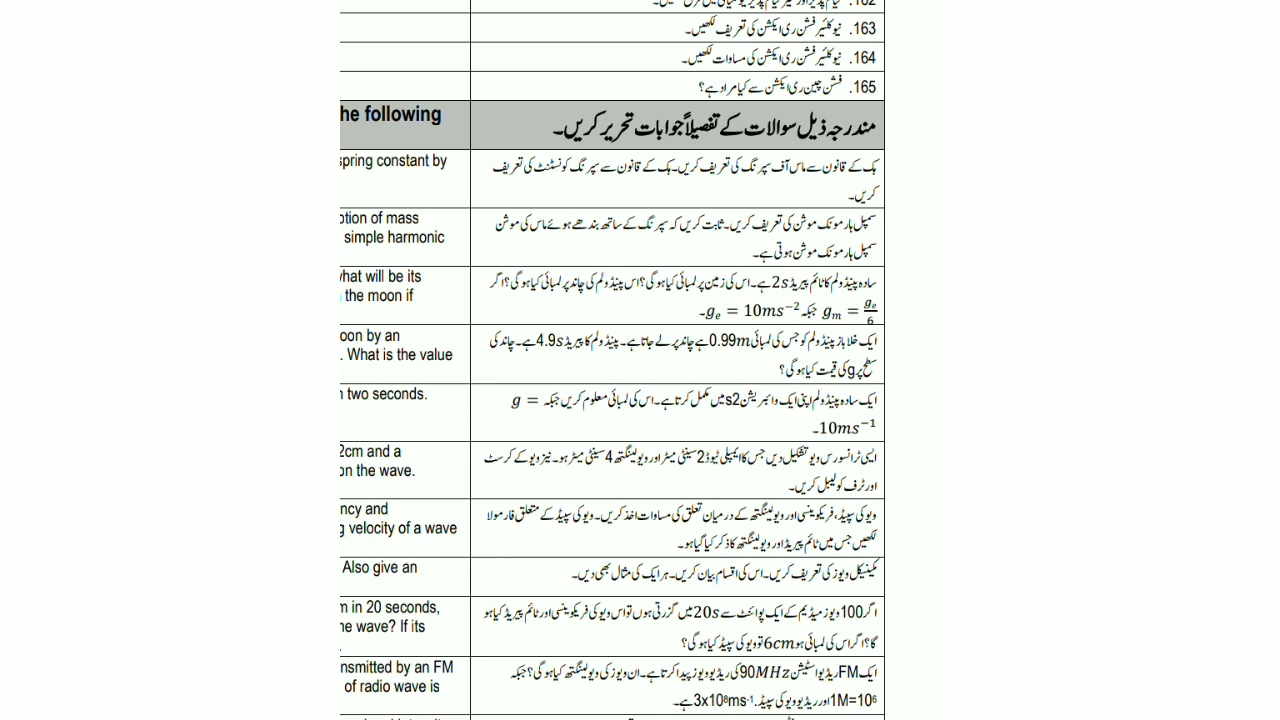 163. نیوکلیئر فشن ری ایکشن کی تعریف لکھیں۔
164. نیوکلیئر فشن ری ایکشن کی مساوات لکھیں۔
165. فشن چین ری ایکشن سے کیا مراد ہے؟
he following
مندرجہ ذیل سوالات کے تفصیلاً جوابات تحریر کریں۔
spring constant by
ہک کے قانون سے ماس آف سپرنگ کی تعریف کریں۔ ہک کے قانون سے سپرنگ کونسٹنٹ کی تعریف
کریں۔
otion of mass
simple harmonic
سمپل ہارمونک موشن کی تعریف کریں۔ ثابت کریں کہ سپرنگ کے ساتھ بندھے ہوئے ماس کی موشن
سمپل ہارمونک موشن ہوتی ہے۔
what will be its
the moon if
سادہ پینڈولم کا ٹائم پیریڈ 2s ہے۔ اس کی زمین پر لمبائی کیا ہوگی؟ اس پینڈولم کی چاند پر لمبائی کیا ہوگی؟ اگر
gₘ = gₑ/6 جبکہ gₑ = 10ms⁻²۔
oon by an
. What is the value
ایک خلا باز پینڈولم کو جس کی لمبائی 0.99m ہے چاند پر لے جاتا ہے۔ پینڈولم کا پیریڈ 4.9s ہے۔ چاند کی
سطح پر g کی قیمت کیا ہوگی؟
two seconds.
ایک سادہ پینڈولم اپنی ایک وائبریشن s2 میں مکمل کرتا ہے۔ اس کی لمبائی معلوم کریں جبکہ g =
10ms⁻¹۔
2cm and a
on the wave.
ایسی ٹرانسورس ویو تشکیل دیں جس کا ایمپلی ٹیوڈ 2 سینٹی میٹر اور ویولینگتھ 4 سینٹی میٹر ہو۔ نیز ویو کے کرسٹ
اور ٹرف کو لیبل کریں۔
ncy and
g velocity of a wave
ویو کی سپیڈ، فریکوینسی اور ویولینگتھ کے درمیان تعلق کی مساوات اخذ کریں۔ ویو کی سپیڈ کے متعلق فارمولا
لکھیں جس میں ٹائم پیریڈ اور ویولینگتھ کا ذکر کیا گیا ہو۔
Also give an
مکینیکل ویوز کی تعریف کریں۔ اس کی اقسام بیان کریں۔ ہر ایک کی مثال بھی دیں۔
m in 20 seconds,
he wave? If its
اگر 100 ویوز میڈیم کے ایک پوائنٹ سے 20s میں گزرتی ہوں تو اس ویو کی فریکوینسی اور ٹائم پیریڈ کیا ہو
گا؟ اگر اس کی لمبائی 6cm ہو تو ویو کی سپیڈ کیا ہوگی؟
nsmitted by an FM
of radio wave is
ایک FM ریڈیو اسٹیشن 90MHz کی ریڈیو ویوز پیدا کرتا ہے۔ ان ویوز کی ویولینگتھ کیا ہوگی؟ جبکہ
1M=10⁶ اور ریڈیو ویو کی سپیڈ 3x10⁸ms⁻¹ ہے۔